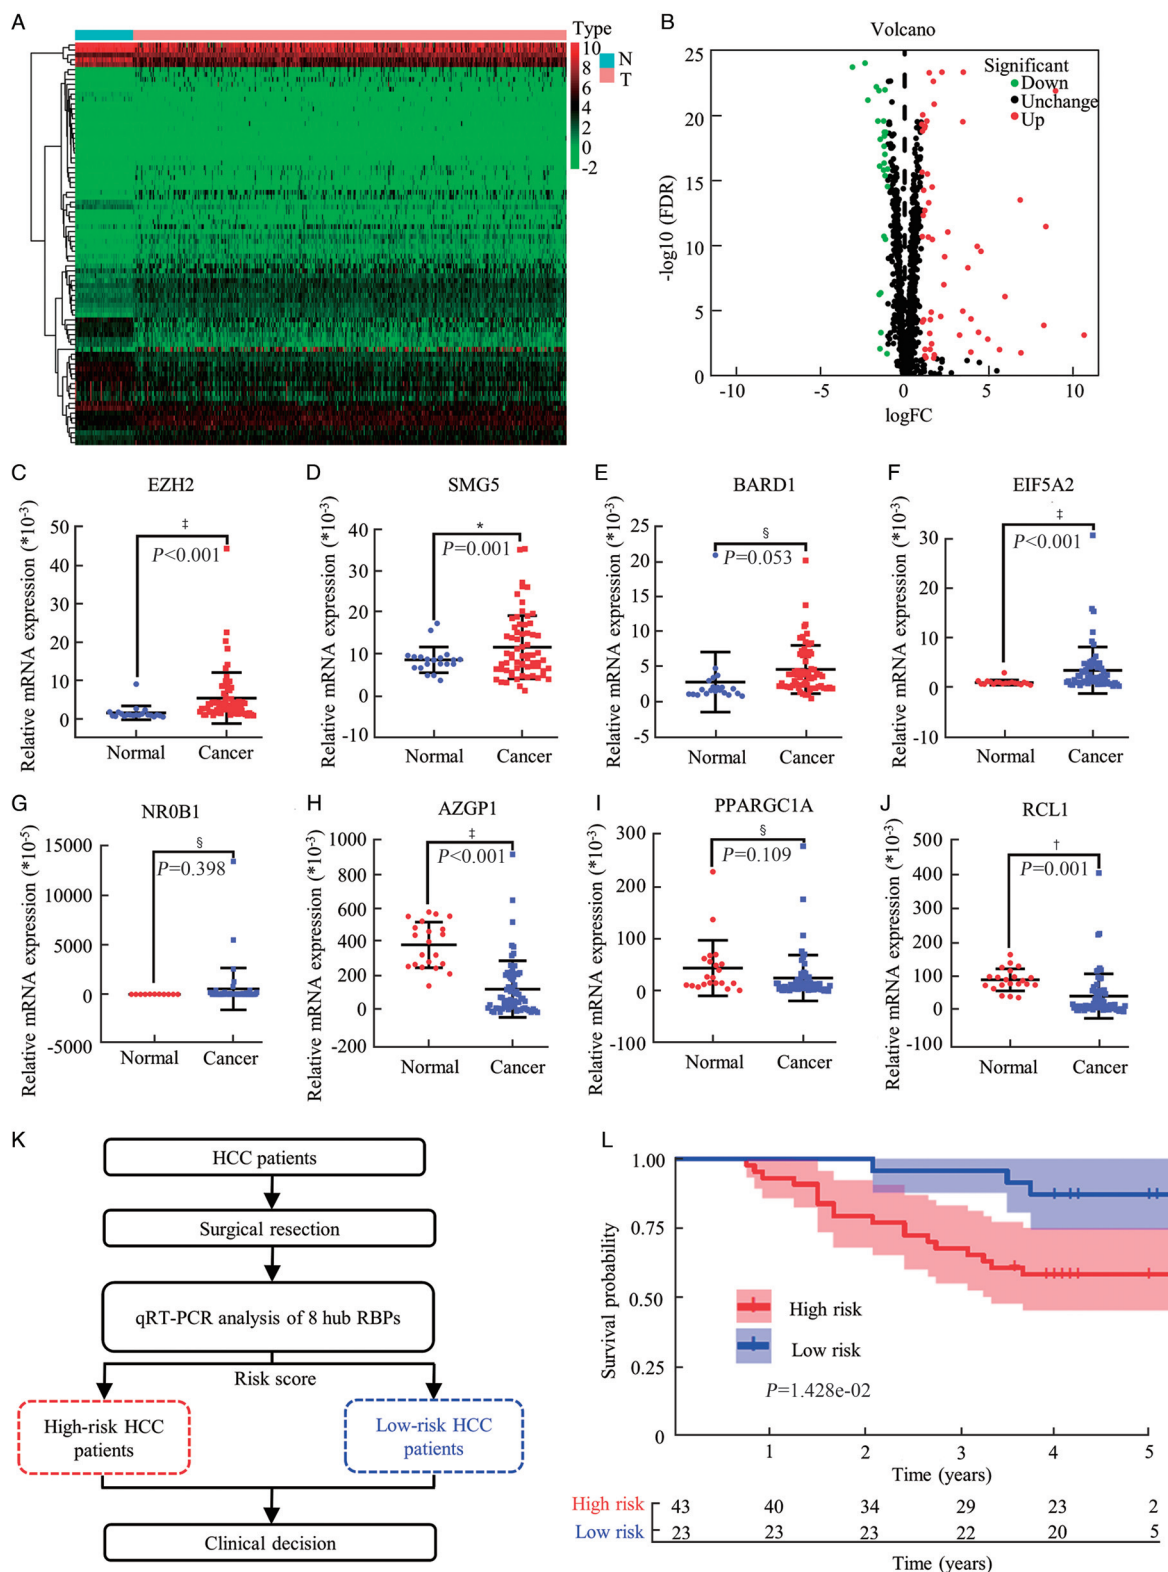 A
Type
10
8
6
4
2
0
-2
N
T
B
Volcano
-log10 (FDR)
25
20
15
10
5
0
Significant
Down
Unchange
Up
-10
-5
0
5
10
logFC
C
EZH2
Relative mRNA expression (*10-3)
50
40
30
20
10
0
‡
P<0.001
Normal
Cancer
D
SMG5
Relative mRNA expression (*10-3)
40
30
20
10
0
-10
*
P=0.001
Normal
Cancer
E
BARD1
Relative mRNA expression (*10-3)
25
20
15
10
5
0
-5
§
P=0.053
Normal
Cancer
F
EIF5A2
Relative mRNA expression (*10-3)
30
20
10
0
-10
‡
P<0.001
Normal
Cancer
G
NR0B1
Relative mRNA expression (*10-5)
15000
10000
5000
0
-5000
§
P=0.398
Normal
Cancer
H
AZGP1
Relative mRNA expression (*10-3)
1000
800
600
400
200
0
-200
‡
P<0.001
Normal
Cancer
I
PPARGC1A
Relative mRNA expression (*10-3)
300
200
100
0
-100
§
P=0.109
Normal
Cancer
J
RCL1
Relative mRNA expression (*10-3)
500
400
300
200
100
0
-100
†
P=0.001
Normal
Cancer
K
HCC patients
Surgical resection
qRT-PCR analysis of 8 hub RBPs
Risk score
High-risk HCC
patients
Low-risk HCC
patients
Clinical decision
L
Survival probability
1.00
0.75
0.50
0.25
0
High risk
Low risk
P=1.428e-02
1 2 3 4 5
Time (years)
High risk 43 40 34 29 23 2
Low risk 23 23 23 22 20 5
Time (years)